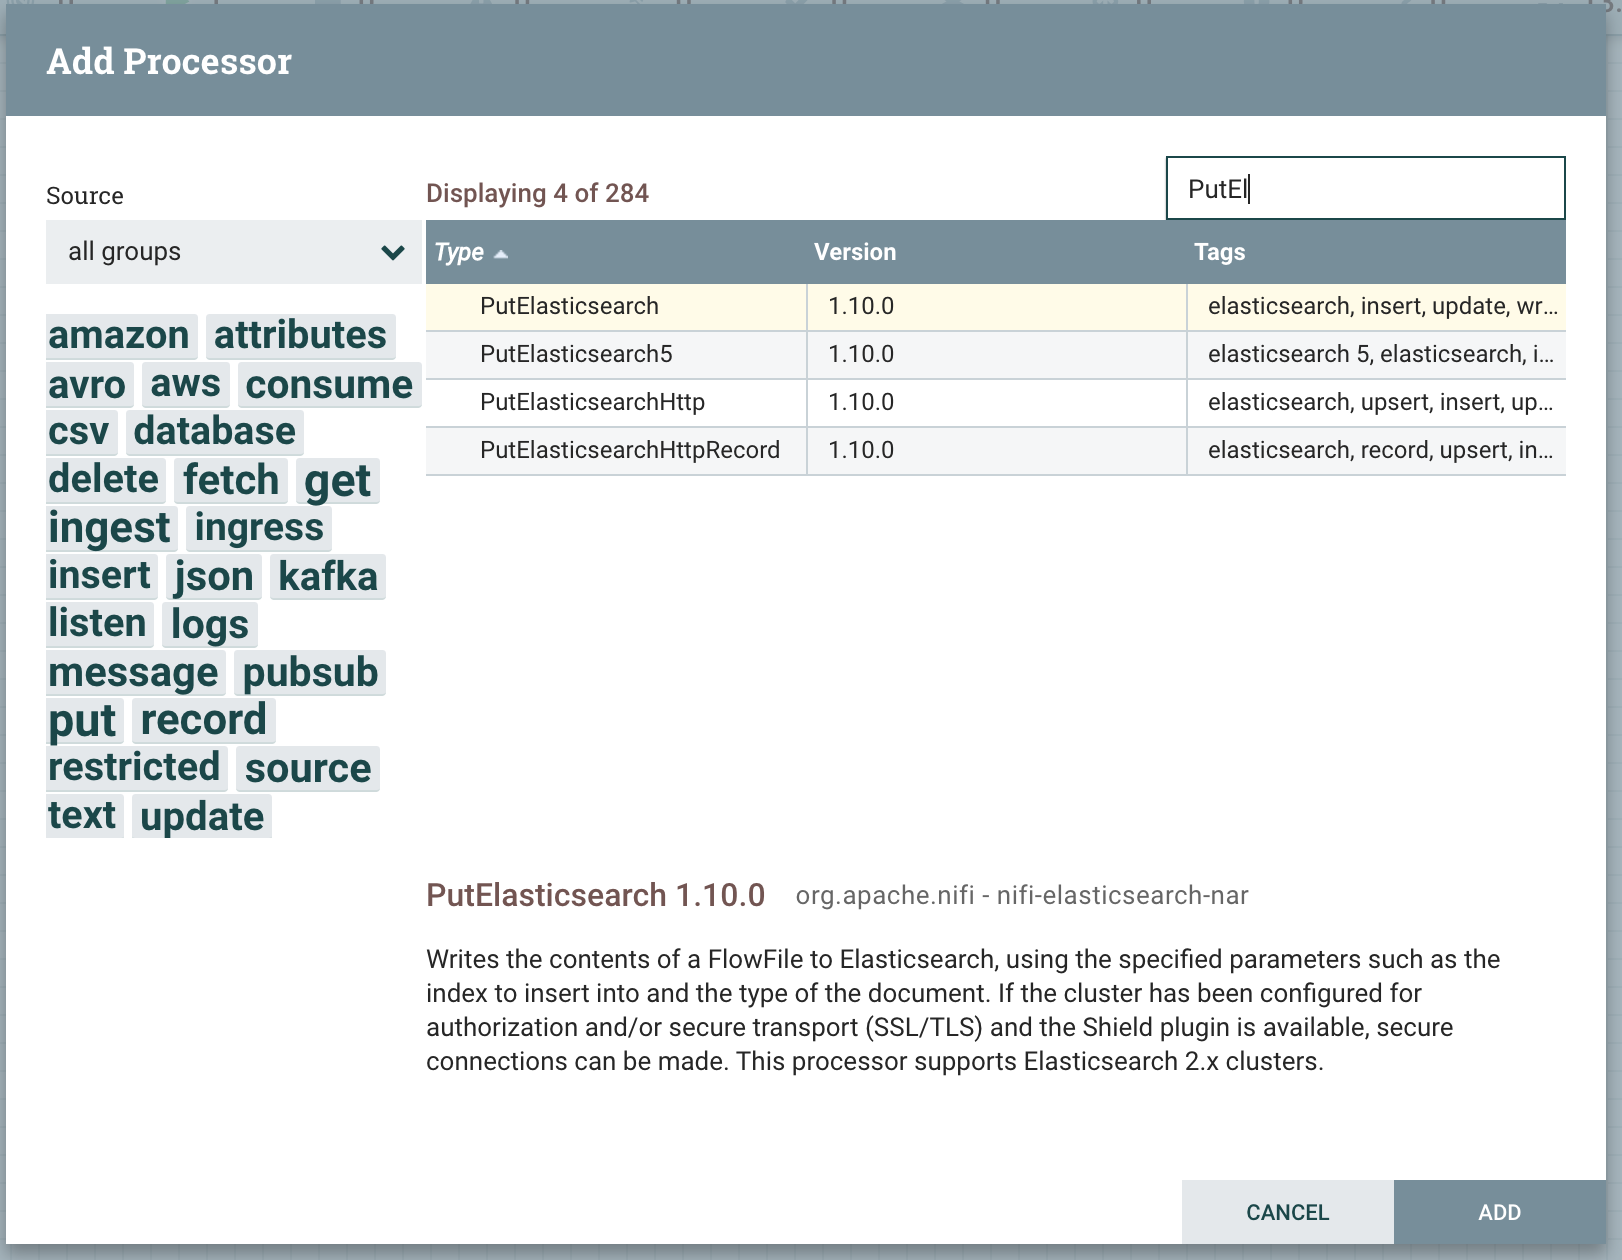 Add Processor
Source
Displaying 4 of 284
PutEl
all groups
Type Version Tags
PutElasticsearch 1.10.0 elasticsearch, insert, update, wr...
PutElasticsearch5 1.10.0 elasticsearch 5, elasticsearch, i...
PutElasticsearchHttp 1.10.0 elasticsearch, upsert, insert, up...
PutElasticsearchHttpRecord 1.10.0 elasticsearch, record, upsert, in...
amazon attributes
avro aws consume
csv database
delete fetch get
ingest ingress
insert json kafka
listen logs
message pubsub
put record
restricted source
text update
PutElasticsearch 1.10.0 org.apache.nifi - nifi-elasticsearch-nar
Writes the contents of a FlowFile to Elasticsearch, using the specified parameters such as the
index to insert into and the type of the document. If the cluster has been configured for
authorization and/or secure transport (SSL/TLS) and the Shield plugin is available, secure
connections can be made. This processor supports Elasticsearch 2.x clusters.
CANCEL ADD